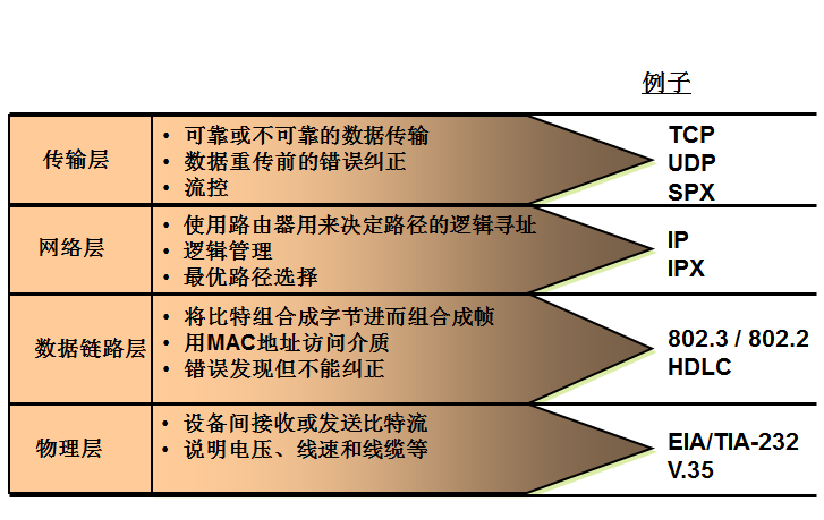 例子
传输层
• 可靠或不可靠的数据传输
• 数据重传前的错误纠正
• 流控
TCP
UDP
SPX
网络层
• 使用路由器用来决定路径的逻辑寻址
• 逻辑管理
• 最优路径选择
IP
IPX
数据链路层
• 将比特组合成字节进而组合成帧
• 用MAC地址访问介质
• 错误发现但不能纠正
802.3 / 802.2
HDLC
物理层
• 设备间接收或发送比特流
• 说明电压、线速和线缆等
EIA/TIA-232
V.35